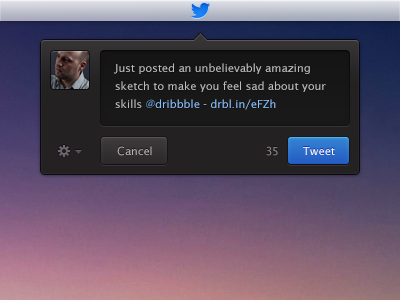 Just posted an unbelievably amazing
sketch to make you feel sad about your
skills @dribbble - drbl.in/eFZh
Cancel
35
Tweet